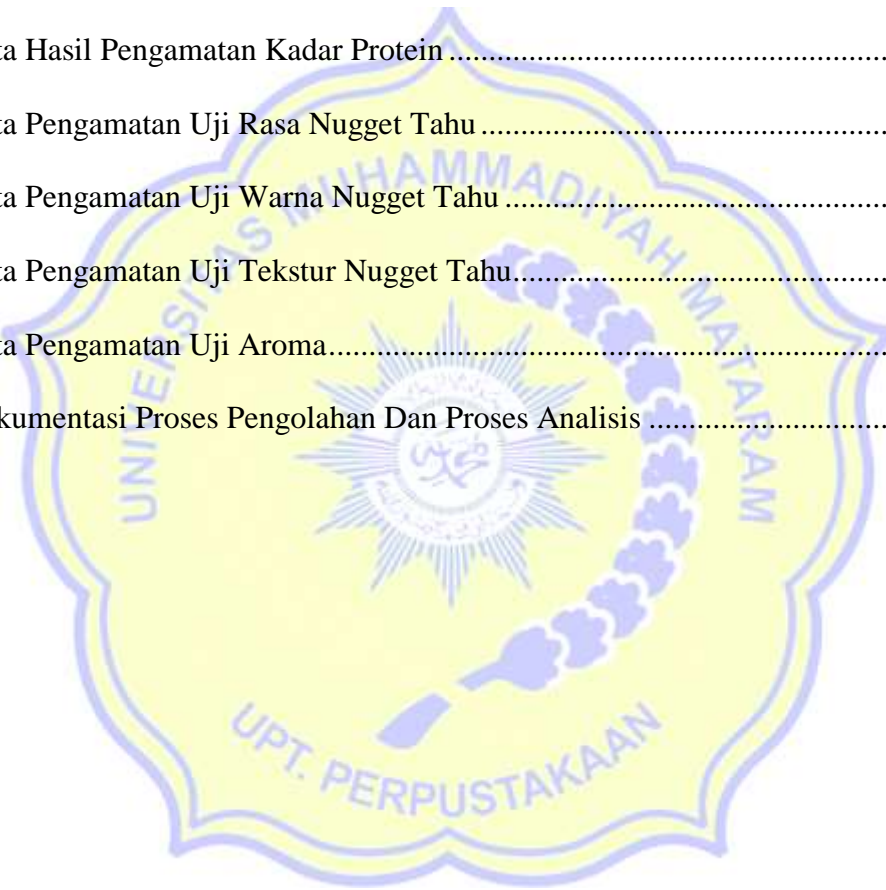 ta Hasil Pengamatan Kadar Protein ......................................................
ta Pengamatan Uji Rasa Nugget Tahu ..................................................
ta Pengamatan Uji Warna Nugget Tahu ...............................................
ta Pengamatan Uji Tekstur Nugget Tahu..............................................
ta Pengamatan Uji Aroma.....................................................................
kumentasi Proses Pengolahan Dan Proses Analisis .............................
UNIVERSITAS MUHAMMADIYAH MATARAM
UPT. PERPUSTAKAAN